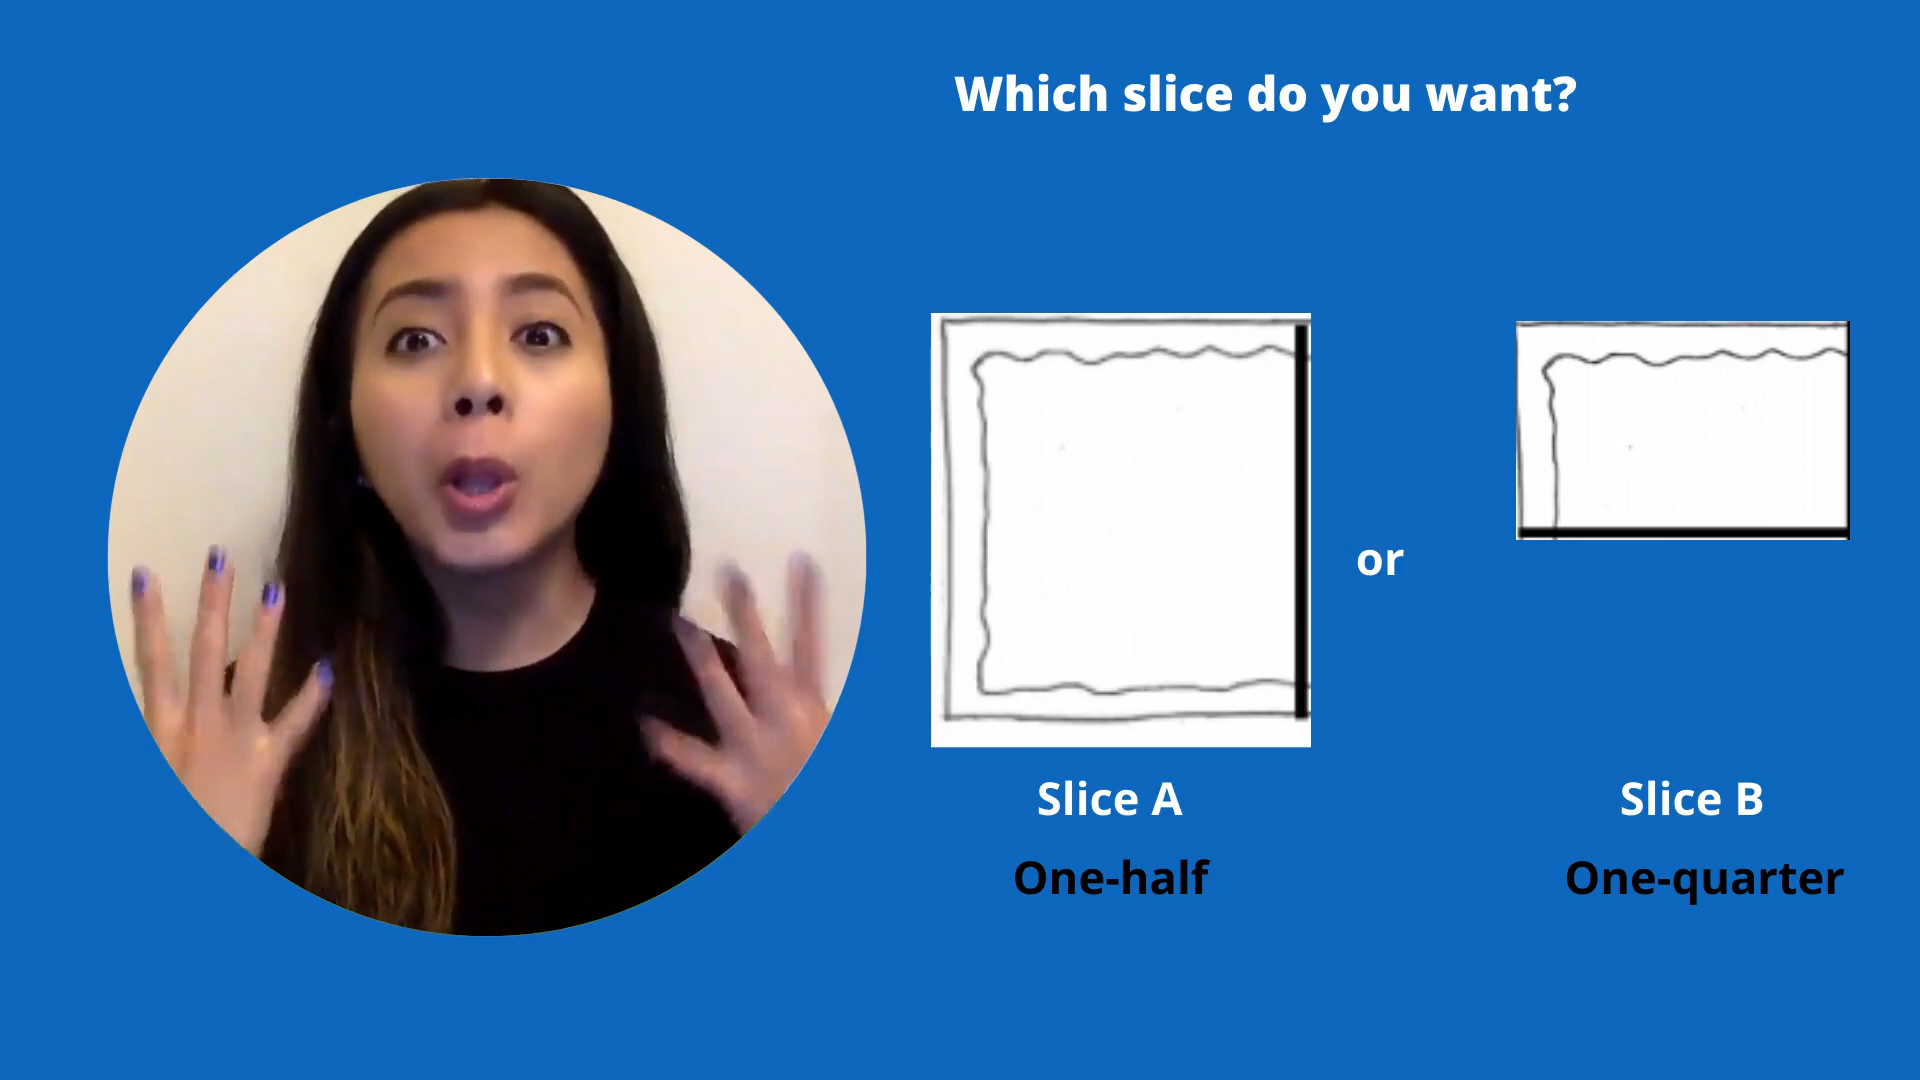 Which slice do you want?
or
Slice A
Slice B
One-half
One-quarter